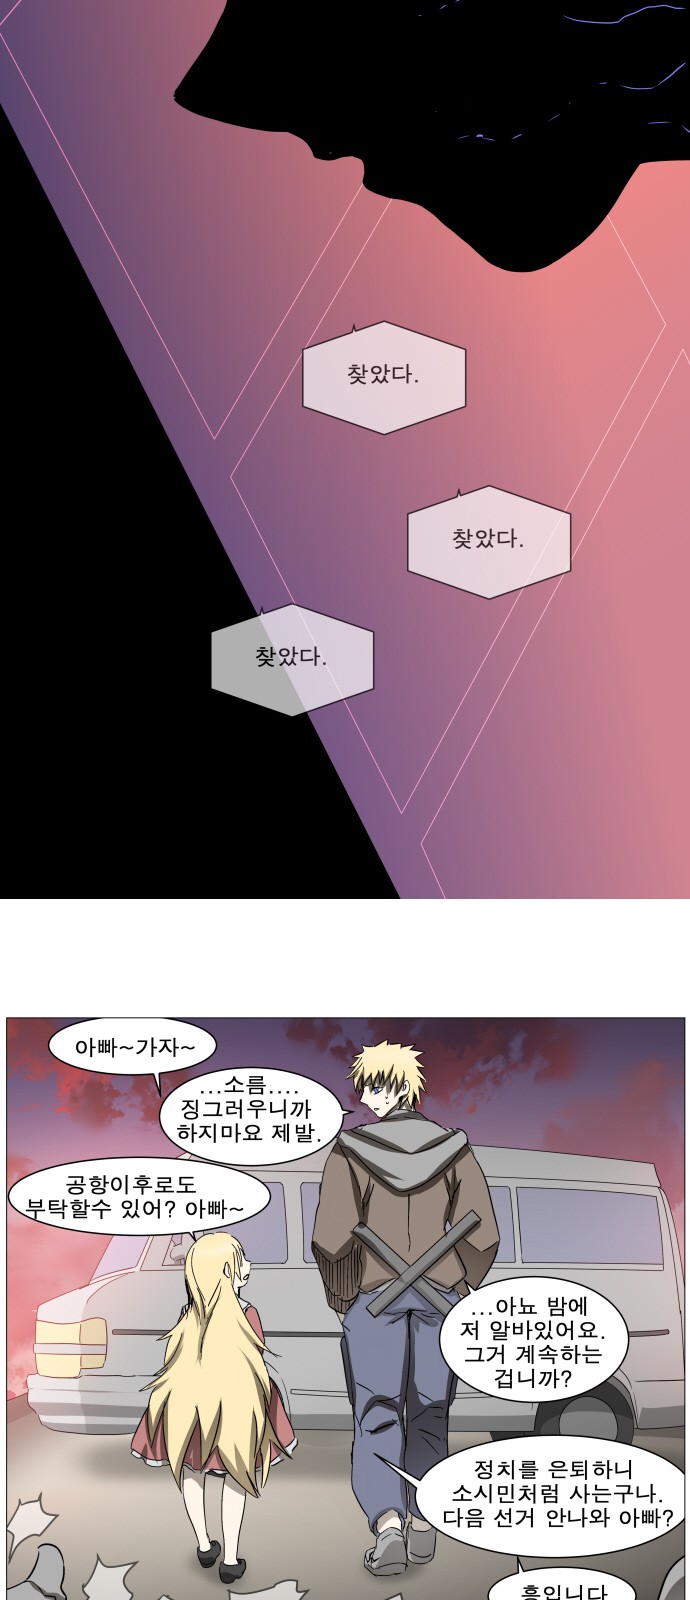 찾았다.
찾았다.
찾았다.
아빠~가자~
...소름....
징그러우니까
하지마요 제발.
공항이후로도
부탁할수 있어? 아빠~
...아뇨 밤에
저 알바있어요.
그거 계속하는
겁니까?
정치를 은퇴하니
소시민처럼 사는구나.
다음 선거 안나와 아빠?
흥입니다